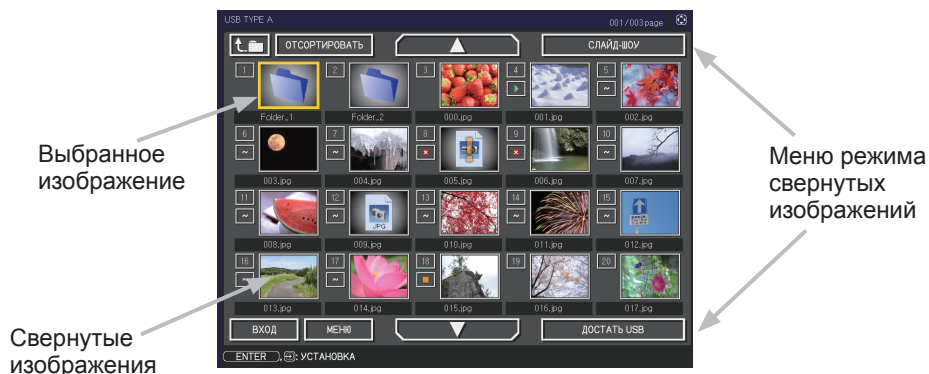 USB TYPE A
001/003 page
ОТСОРТИРОВАТЬ
СЛАЙД-ШОУ
1 2 3 4 5
Folder_1 Folder_2 000.jpg 001.jpg 002.jpg
6 7 8 9 10
003.jpg 004.jpg 005.jpg 006.jpg 007.jpg
11 12 13 14 15
JPG
008.jpg 009.jpg 010.jpg 011.jpg 012.jpg
16 17 18 19 20
013.jpg 014.jpg 015.jpg 016.jpg 017.jpg
ВХОД
МЕНЮ
ДОСТАТЬ USB
ENTER , : УСТАНОВКА
Выбранное
изображение
Свернутые
изображения
Меню режима
свернутых
изображений